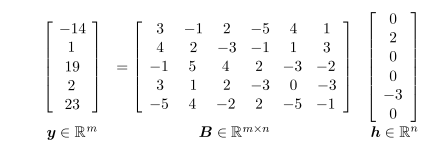 [ -14 ] = [ 3 -1 2 -5 4 1 ] [ 0 ]
[ 1 ] [ 4 2 -3 -1 1 3 ] [ 2 ]
[ 19 ] [ -1 5 4 2 -3 -2 ] [ 0 ]
[ 2 ] [ 3 1 2 -3 0 -3 ] [ 0 ]
[ 23 ] [ -5 4 -2 2 -5 -1 ] [ -3 ]
[ 0 ]
y ∈ ℝ^m B ∈ ℝ^{m×n} h ∈ ℝ^n